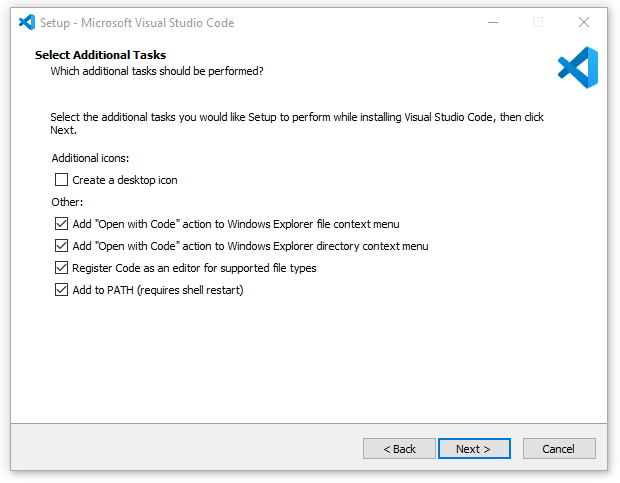 Setup - Microsoft Visual Studio Code
Select Additional Tasks
Which additional tasks should be performed?
Select the additional tasks you would like Setup to perform while installing Visual Studio Code, then click
Next.
Additional icons:
Create a desktop icon
Other:
Add "Open with Code" action to Windows Explorer file context menu
Add "Open with Code" action to Windows Explorer directory context menu
Register Code as an editor for supported file types
Add to PATH (requires shell restart)
< Back Next > Cancel